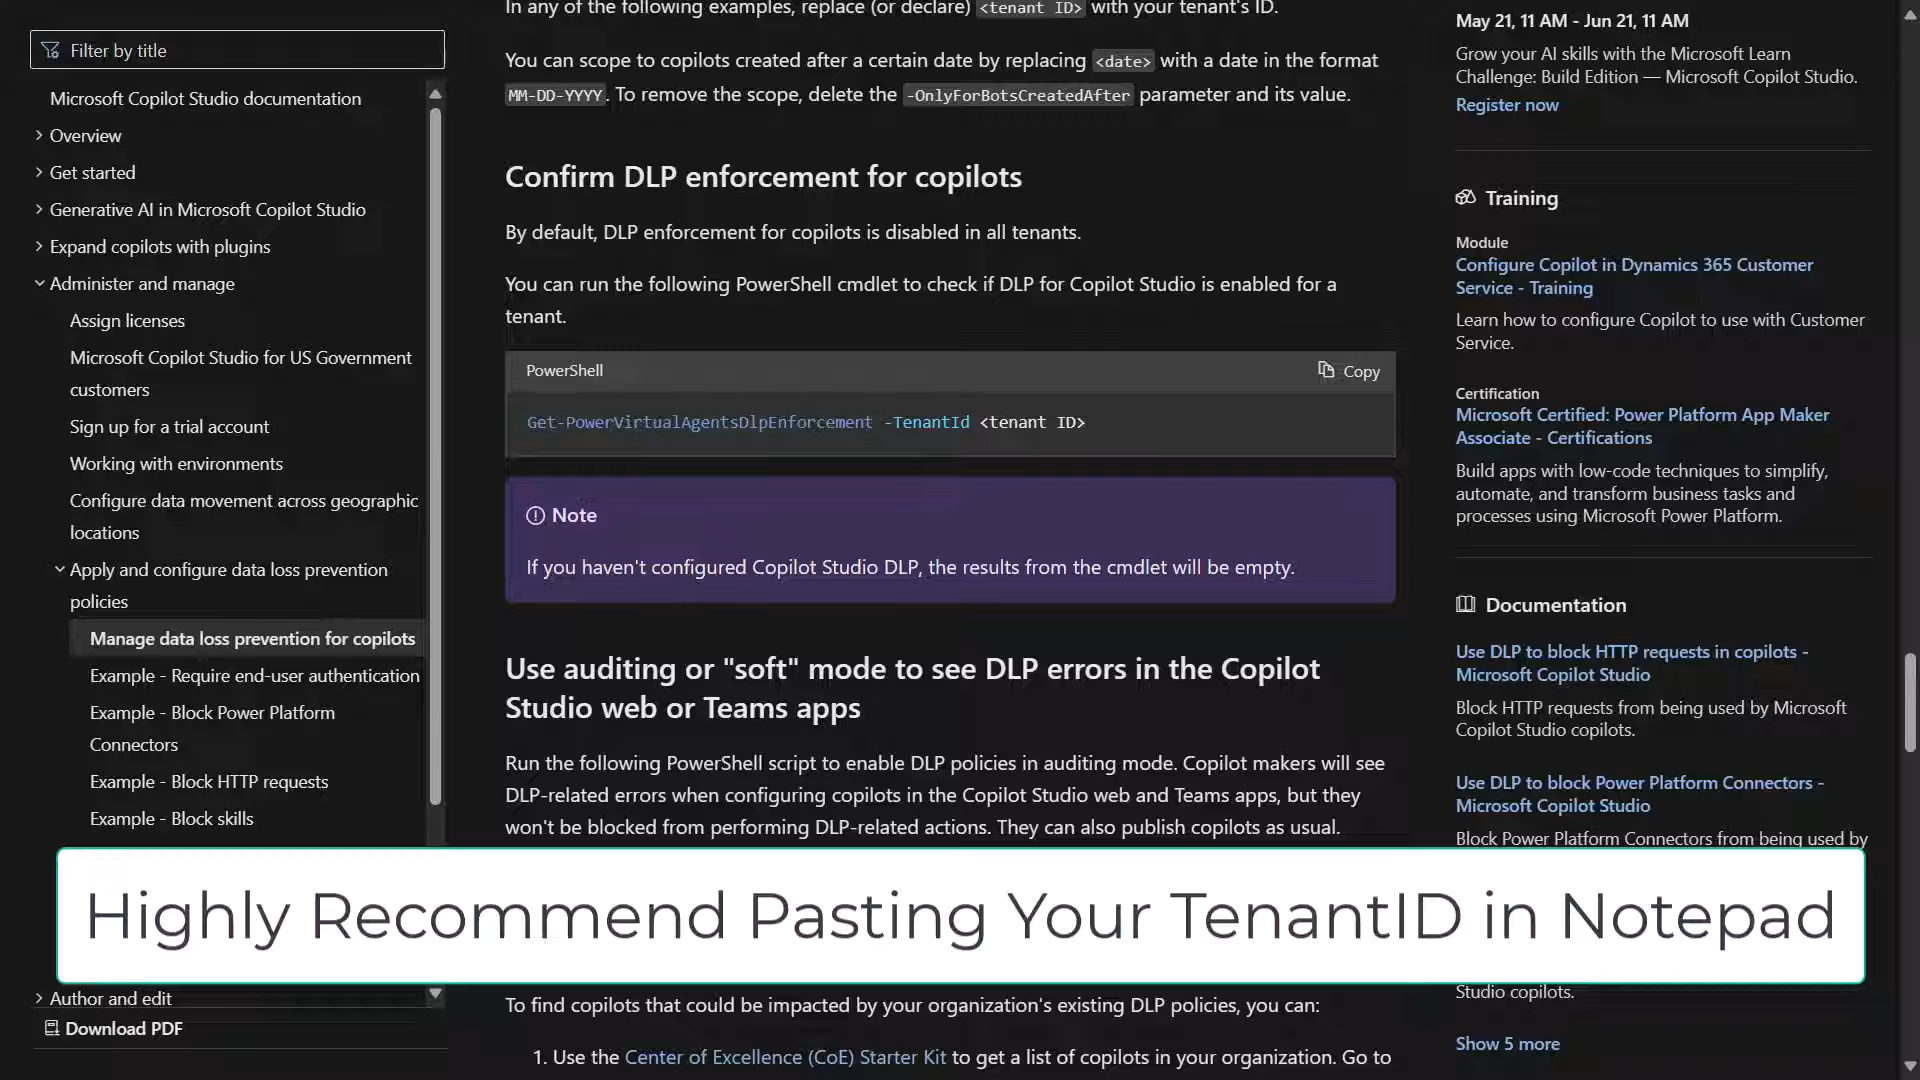 Filter by title
Microsoft Copilot Studio documentation
Overview
Get started
Generative AI in Microsoft Copilot Studio
Expand copilots with plugins
Administer and manage
Assign licenses
Microsoft Copilot Studio for US Government
customers
Sign up for a trial account
Working with environments
Configure data movement across geographic
locations
Apply and configure data loss prevention
policies
Manage data loss prevention for copilots
Example - Require end-user authentication
Example - Block Power Platform
Connectors
Example - Block HTTP requests
Example - Block skills
Author and edit
Download PDF
In any of the following examples, replace (or declare) <tenant ID> with your tenant's ID.
You can scope to copilots created after a certain date by replacing <date> with a date in the format
MM-DD-YYYY. To remove the scope, delete the -OnlyForBotsCreatedAfter parameter and its value.
Confirm DLP enforcement for copilots
By default, DLP enforcement for copilots is disabled in all tenants.
You can run the following PowerShell cmdlet to check if DLP for Copilot Studio is enabled for a
tenant.
PowerShell
Copy
Get-PowerVirtualAgentsDlpEnforcement -TenantId <tenant ID>
Note
If you haven't configured Copilot Studio DLP, the results from the cmdlet will be empty.
Use auditing or "soft" mode to see DLP errors in the Copilot
Studio web or Teams apps
Run the following PowerShell script to enable DLP policies in auditing mode. Copilot makers will see
DLP-related errors when configuring copilots in the Copilot Studio web and Teams apps, but they
won't be blocked from performing DLP-related actions. They can also publish copilots as usual.
Highly Recommend Pasting Your TenantID in Notepad
To find copilots that could be impacted by your organization's existing DLP policies, you can:
1. Use the Center of Excellence (CoE) Starter Kit to get a list of copilots in your organization. Go to
May 21, 11 AM - Jun 21, 11 AM
Grow your AI skills with the Microsoft Learn
Challenge: Build Edition — Microsoft Copilot Studio.
Register now
Training
Module
Configure Copilot in Dynamics 365 Customer
Service - Training
Learn how to configure Copilot to use with Customer
Service.
Certification
Microsoft Certified: Power Platform App Maker
Associate - Certifications
Build apps with low-code techniques to simplify,
automate, and transform business tasks and
processes using Microsoft Power Platform.
Documentation
Use DLP to block HTTP requests in copilots -
Microsoft Copilot Studio
Block HTTP requests from being used by Microsoft
Copilot Studio copilots.
Use DLP to block Power Platform Connectors -
Microsoft Copilot Studio
Block Power Platform Connectors from being used by
Studio copilots.
Show 5 more